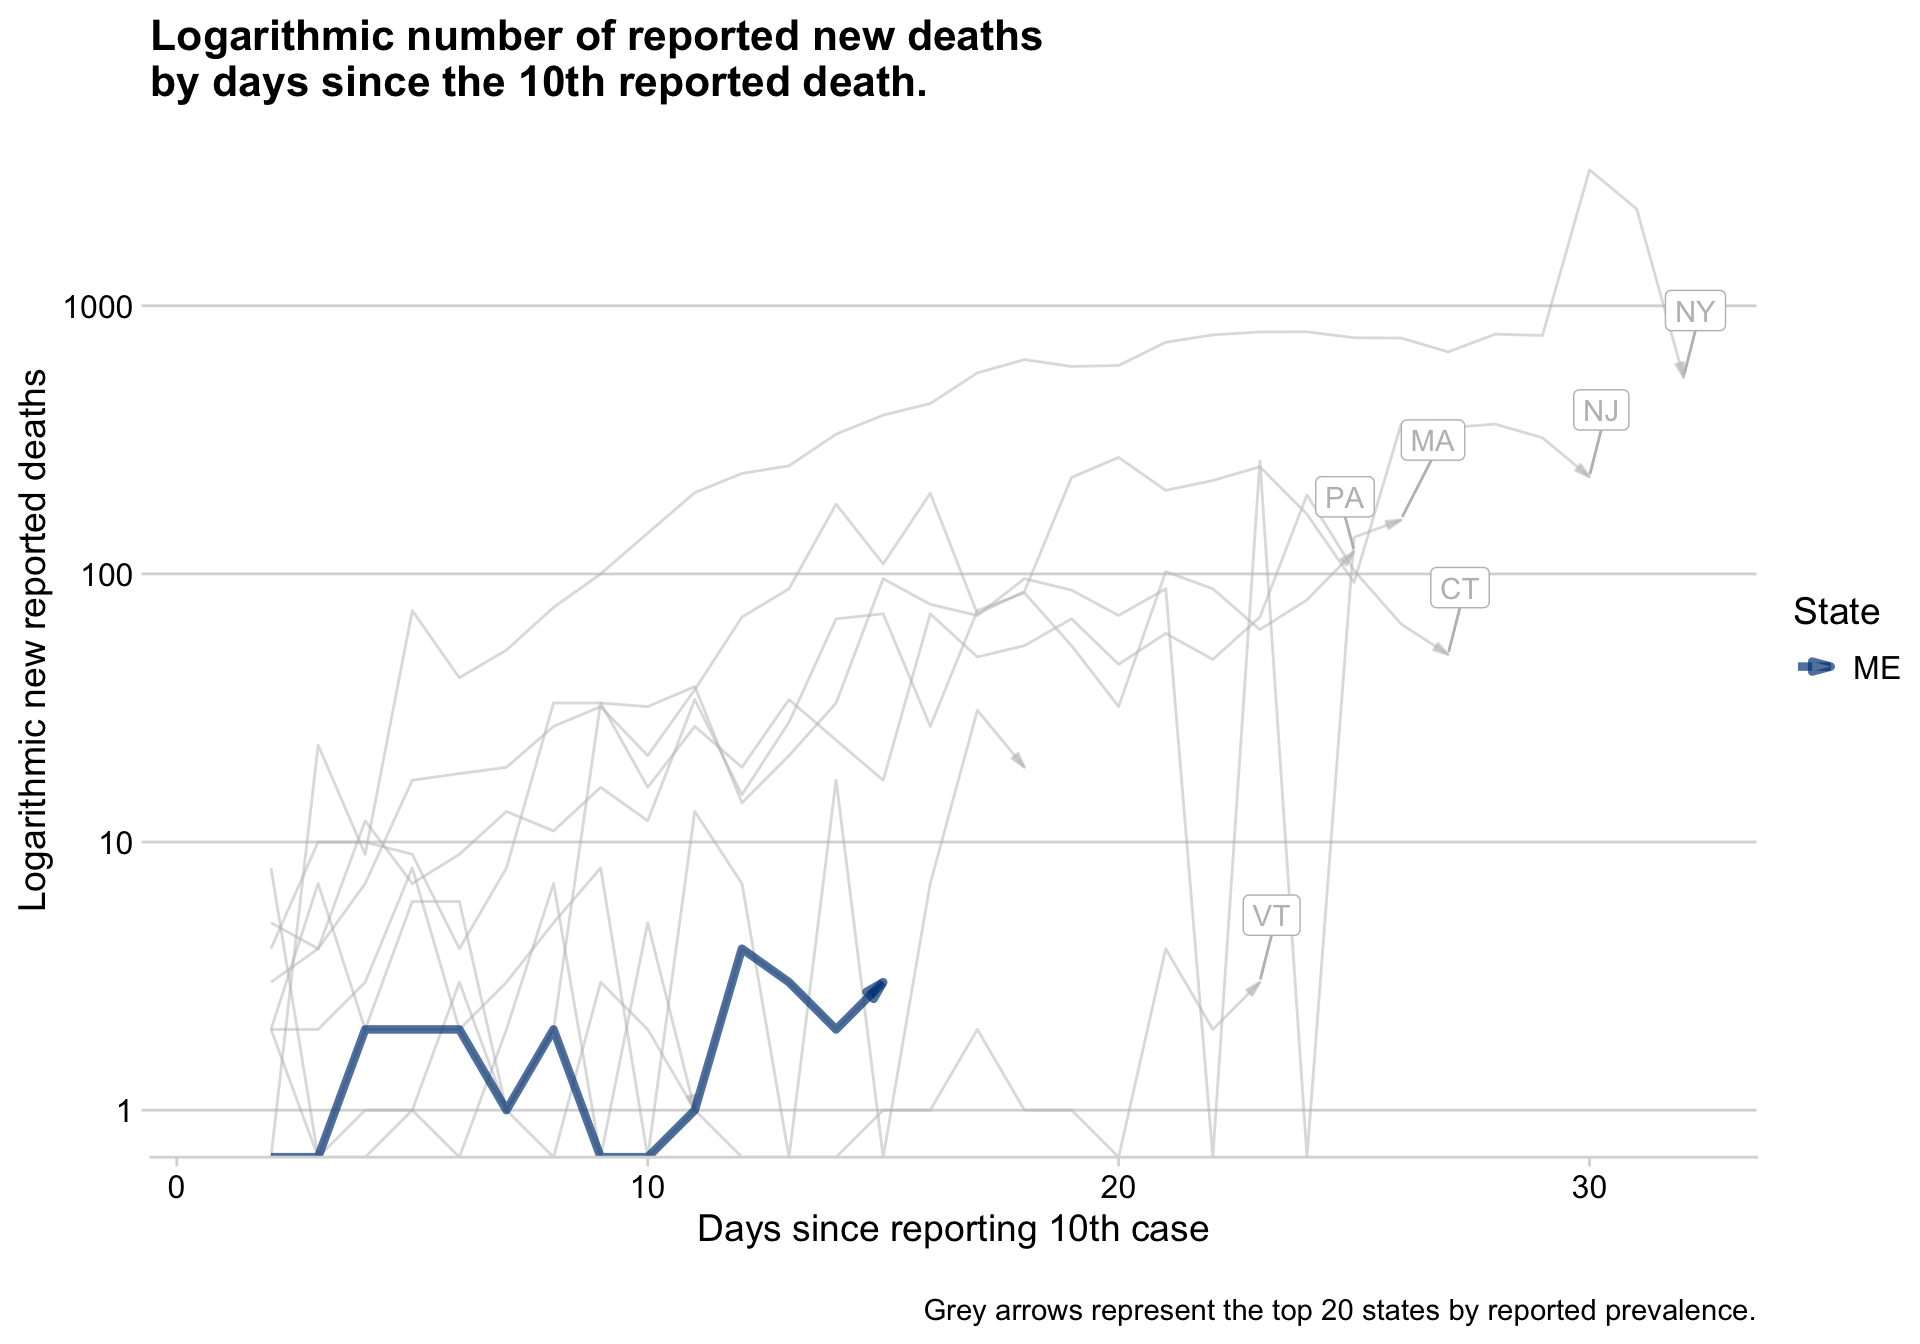 Logarithmic number of reported new deaths
by days since the 10th reported death.
Logarithmic new reported deaths
1000
100
10
1
NY
NJ
MA
PA
CT
VT
State
ME
0
10
20
30
Days since reporting 10th case
Grey arrows represent the top 20 states by reported prevalence.